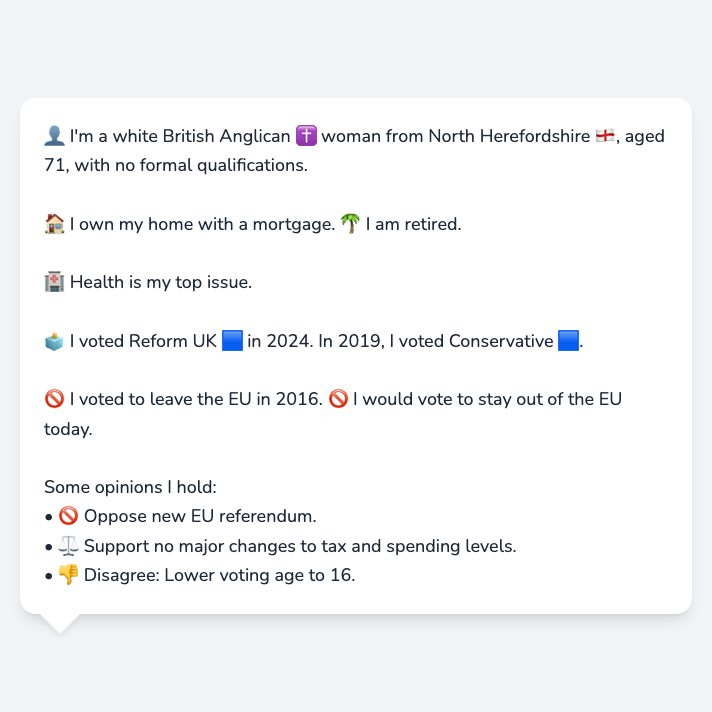 👤 I'm a white British Anglican ✝️ woman from North Herefordshire 🏴󠁧󠁢󠁥󠁮󠁧󠁿, aged
71, with no formal qualifications.
🏠 I own my home with a mortgage. 🌴 I am retired.
🏥 Health is my top issue.
🗳️ I voted Reform UK 🟦 in 2024. In 2019, I voted Conservative 🟦.
🚫 I voted to leave the EU in 2016. 🚫 I would vote to stay out of the EU
today.
Some opinions I hold:
• 🚫 Oppose new EU referendum.
• ⚖️ Support no major changes to tax and spending levels.
• 👎 Disagree: Lower voting age to 16.